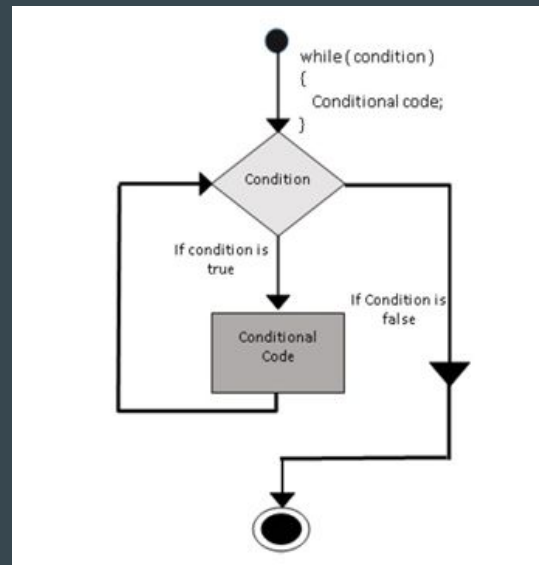 while ( condition )
{
Conditional code;
}
Condition
If condition is
true
If Condition is
false
Conditional
Code